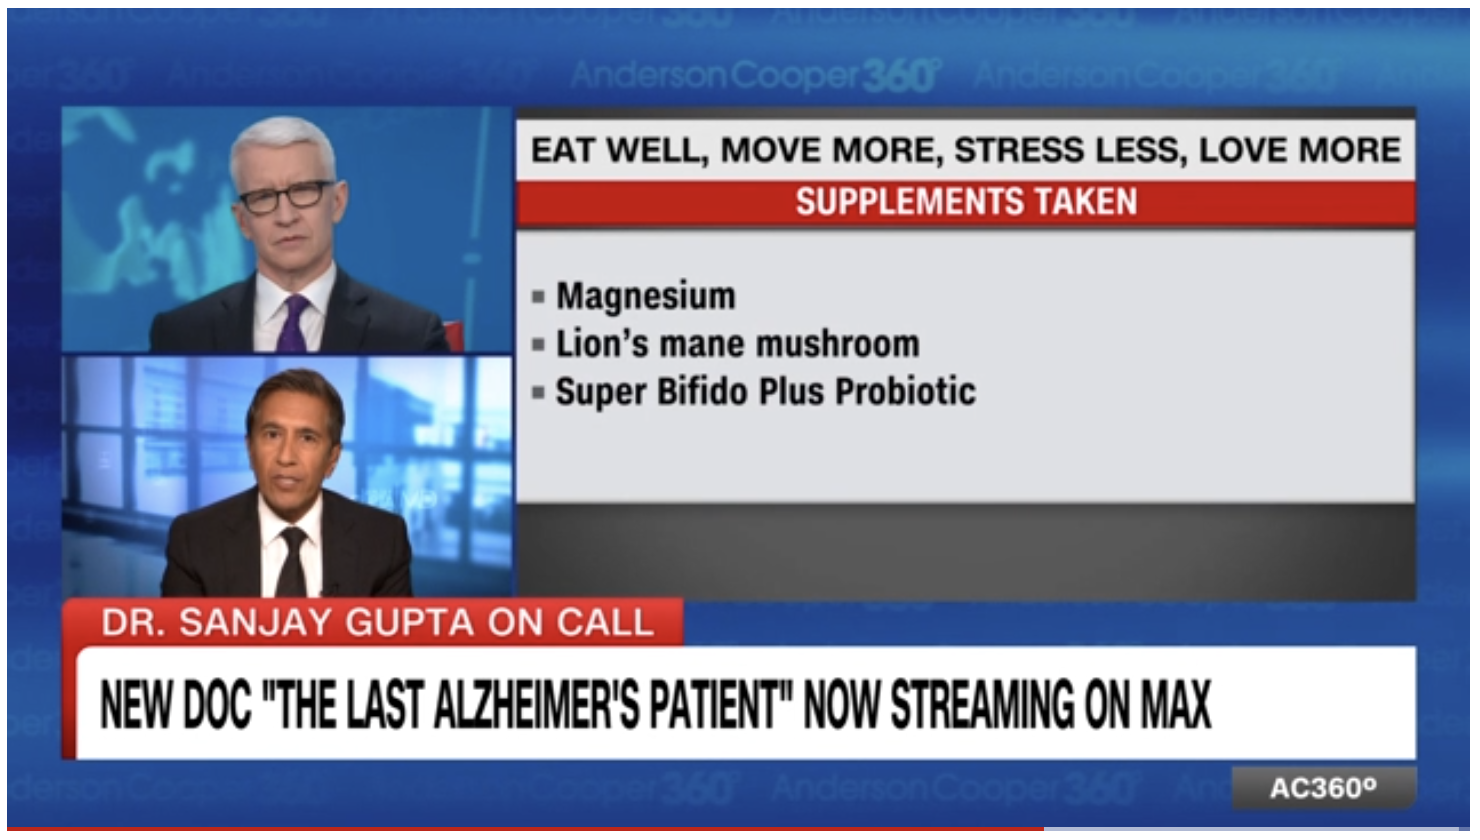 AndersonCooper360°
EAT WELL, MOVE MORE, STRESS LESS, LOVE MORE
SUPPLEMENTS TAKEN
▪ Magnesium
▪ Lion's mane mushroom
▪ Super Bifido Plus Probiotic
DR. SANJAY GUPTA ON CALL
NEW DOC "THE LAST ALZHEIMER'S PATIENT" NOW STREAMING ON MAX
AndersonCooper360°
AC360º